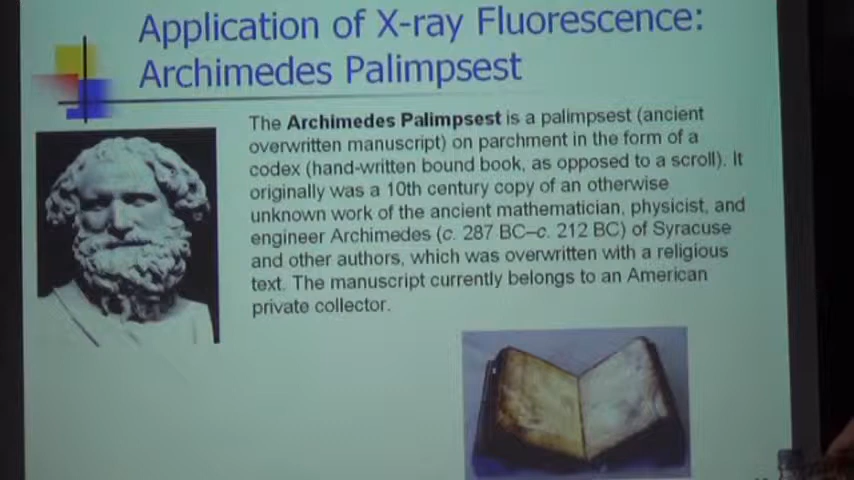 Application of X-ray Fluorescence:
Archimedes Palimpsest
The Archimedes Palimpsest is a palimpsest (ancient
overwritten manuscript) on parchment in the form of a
codex (hand-written bound book, as opposed to a scroll). It
originally was a 10th century copy of an otherwise
unknown work of the ancient mathematician, physicist, and
engineer Archimedes (c. 287 BC–c. 212 BC) of Syracuse
and other authors, which was overwritten with a religious
text. The manuscript currently belongs to an American
private collector.